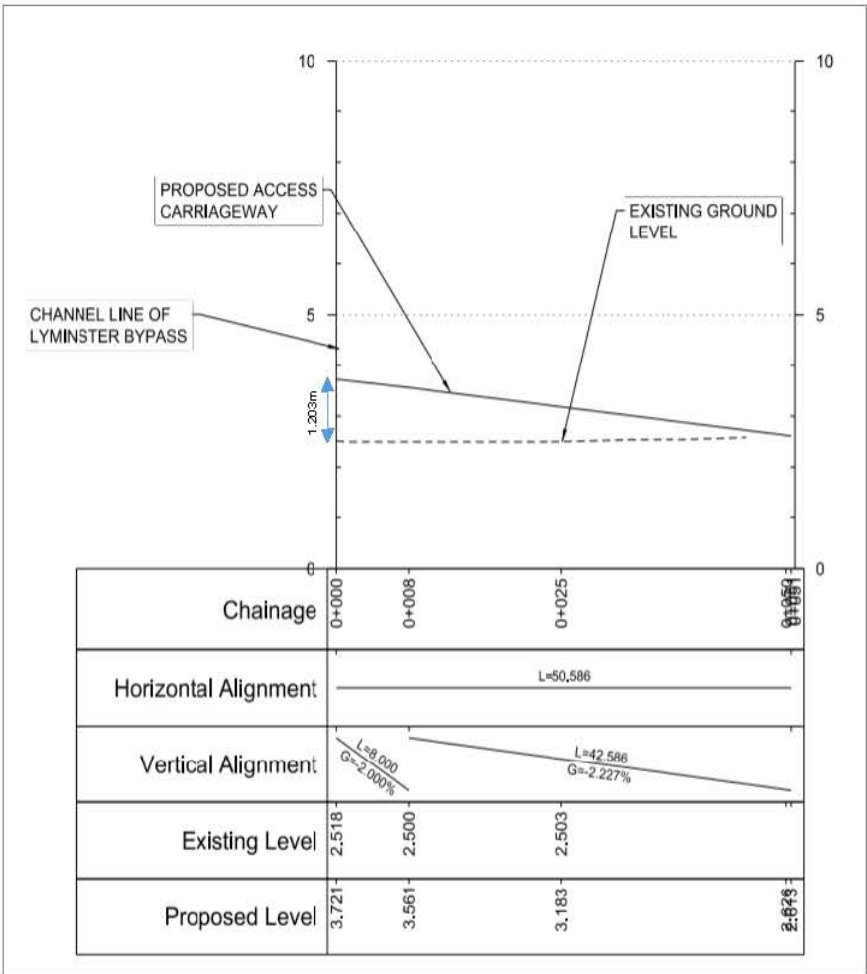 10
10
PROPOSED ACCESS
CARRIAGEWAY
EXISTING GROUND
LEVEL
CHANNEL LINE OF
LYMINSTER BYPASS
5
5
1.203m
0
0
Chainage
0+000
0+008
0+025
Horizontal Alignment
L=50.586
Vertical Alignment
L=8.000
G=-2.000%
L=42.586
G=-2.227%
Existing Level
2.518
2.500
2.503
Proposed Level
3.721
3.561
3.183